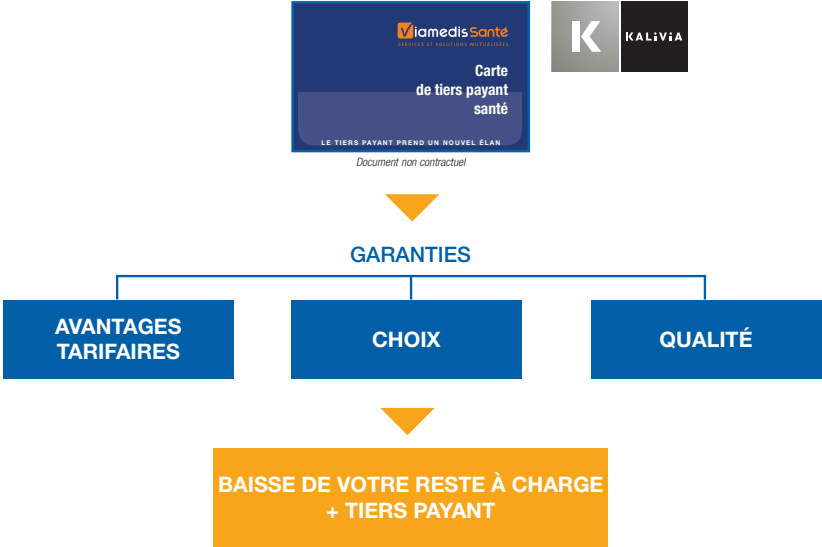 Viamedis Santé
SERVICES ET SOLUTIONS MUTUALISÉES
K KALiViA
Carte
de tiers payant
santé
LE TIERS PAYANT PREND UN NOUVEL ÉLAN
Document non contractuel
GARANTIES
AVANTAGES
TARIFAIRES
CHOIX
QUALITÉ
BAISSE DE VOTRE RESTE À CHARGE
+ TIERS PAYANT